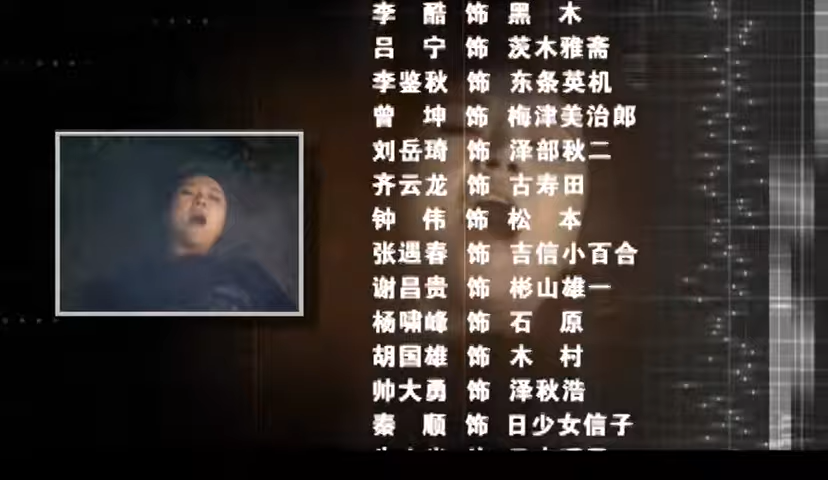 李 酷 饰 黑 木
吕 宁 饰 茨木雅斋
李鉴秋 饰 东条英机
曾 坤 饰 梅津美治郎
刘岳琦 饰 泽部秋二
齐云龙 饰 古寿田
钟 伟 饰 松 本
张遇春 饰 吉信小百合
谢昌贵 饰 彬山雄一
杨啸峰 饰 石 原
胡国雄 饰 木 村
帅大勇 饰 泽秋浩
秦 顺 饰 日少女信子